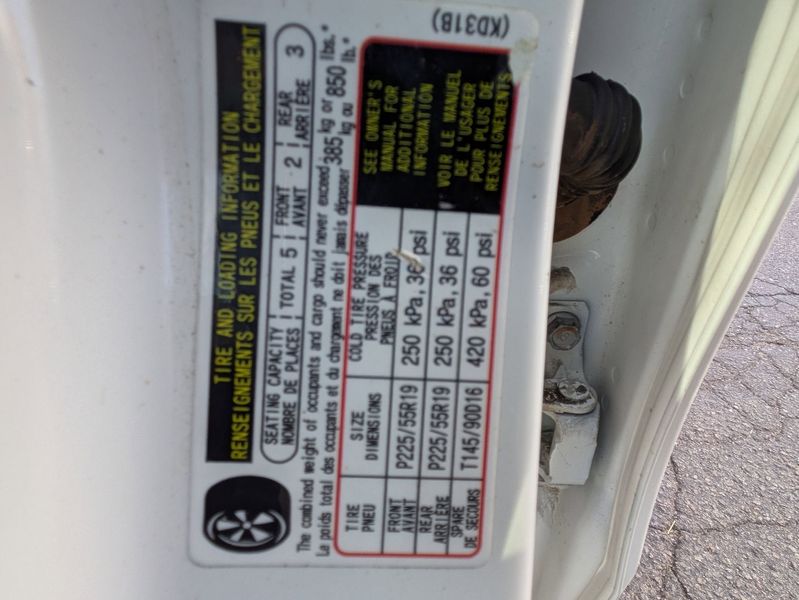 TIRE AND LOADING INFORMATION
RENSEIGNEMENTS SUR LES PNEUS ET LE CHARGEMENT
SEATING CAPACITY TOTAL 5 FRONT 2 REAR 3
NOMBRE DE PLACES AVANT ARRIÈRE
The combined weight of occupants and cargo should never exceed 385 kg or 850 lbs.
La poids total des occupants et du chargement ne doit jamais dépasser kg ou lb.
TIRE SIZE COLD TIRE PRESSURE
PNEU DIMENSIONS PRESSION DES
PNEUS À FROID
FRONT
AVANT P225/55R19 250 kPa, 36 psi
REAR
ARRIÈRE P225/55R19 250 kPa, 36 psi
SPARE
DE SECOURS T145/90D16 420 kPa, 60 psi
SEE OWNER'S
MANUAL FOR
ADDITIONAL
INFORMATION
VOIR LE MANUEL
DE L'USAGER
POUR PLUS DE
RENSEIGNEMENTS
(KD31B)